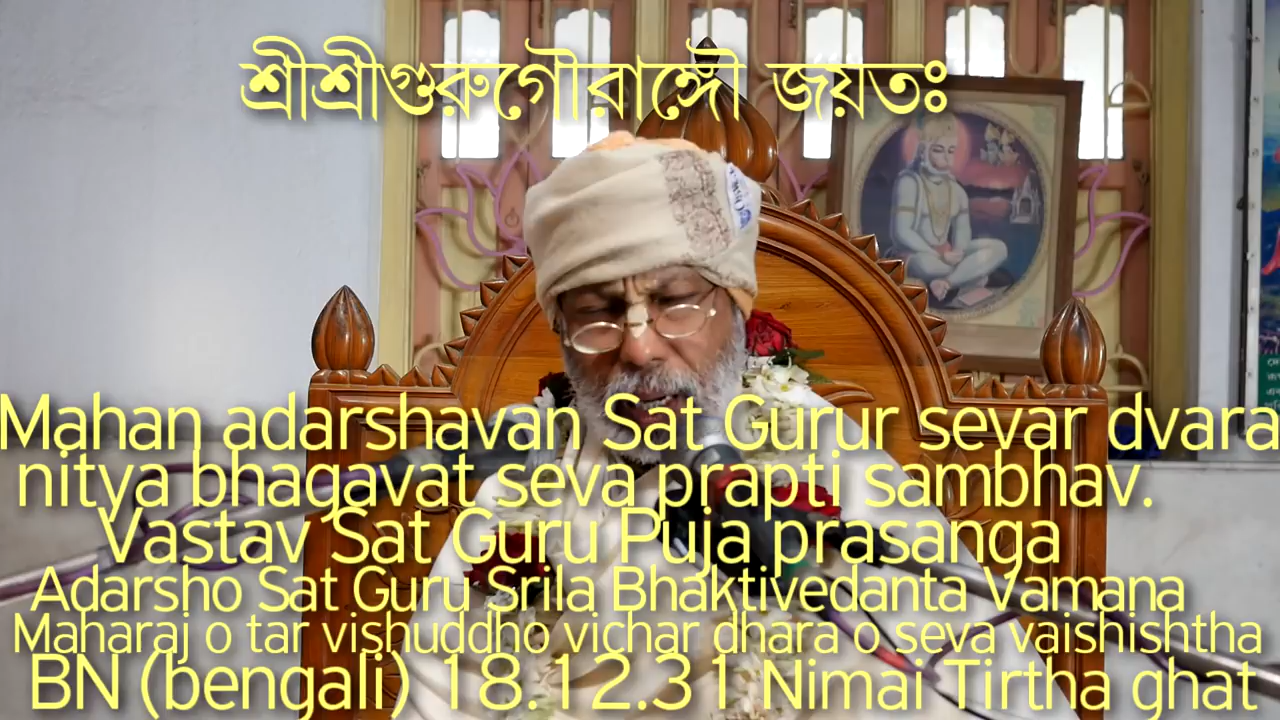 শ্রীশ্রীগুরুগৌরাঙ্গৌ জয়তঃ
Mahan adarshavan Sat Gurur sevar dvara
nitya bhagavat seva prapti sambhav.
Vastav Sat Guru Puja prasanga
Adarsho Sat Guru Srila Bhaktivedanta Vamana
Maharaj o tar vishuddho vichar dhara o seva vaishishtha
BN (bengali) 18.12.31 Nimai Tirtha ghat